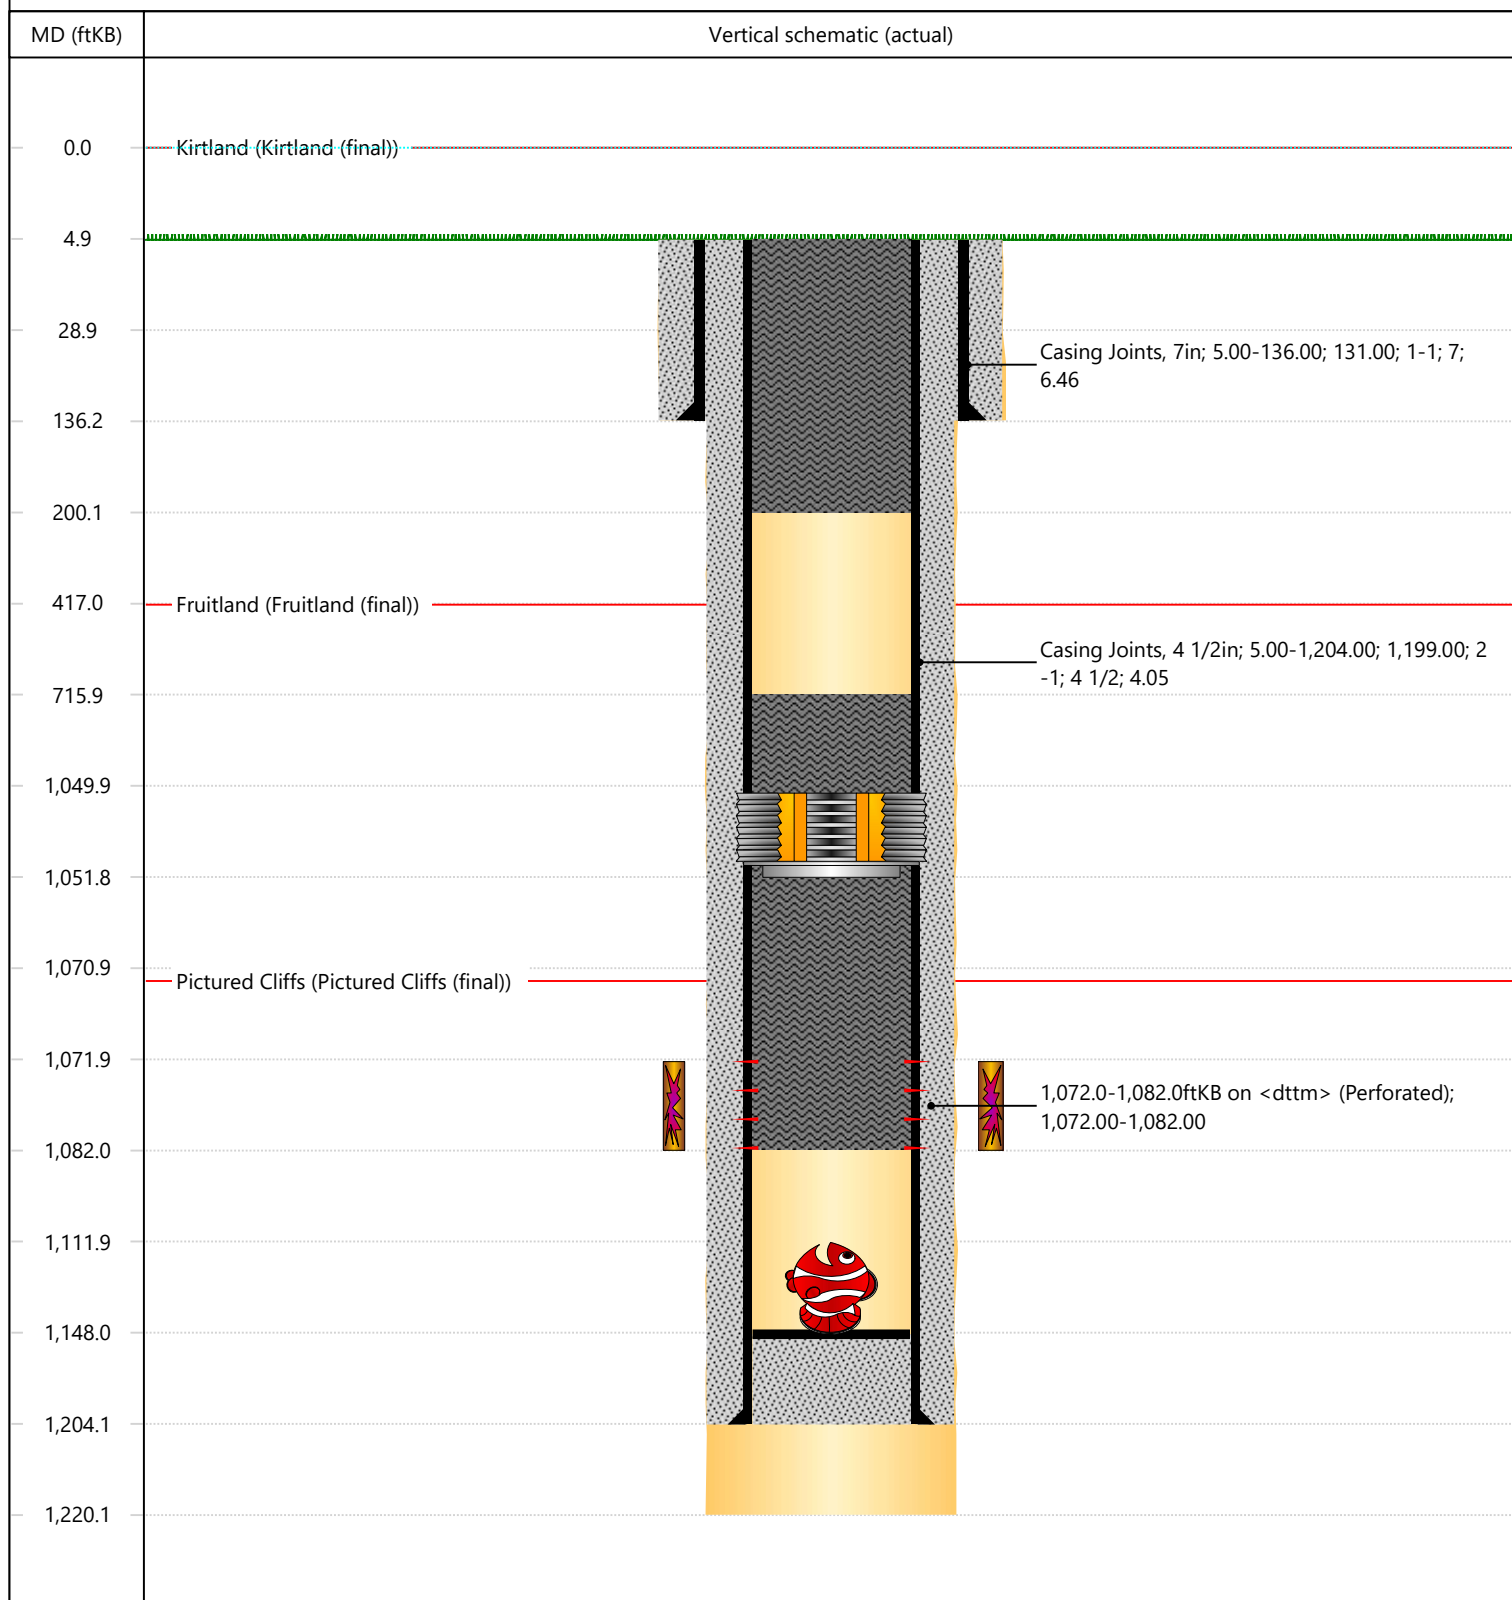 MD (ftKB)
Vertical schematic (actual)
0.0
Kirtland (Kirtland (final))
4.9
28.9
Casing Joints, 7in; 5.00-136.00; 131.00; 1-1; 7;
6.46
136.2
200.1
417.0
Fruitland (Fruitland (final))
Casing Joints, 4 1/2in; 5.00-1,204.00; 1,199.00; 2
-1; 4 1/2; 4.05
715.9
1,049.9
1,051.8
1,070.9
Pictured Cliffs (Pictured Cliffs (final))
1,071.9
1,072.0-1,082.0ftKB on <dttm> (Perforated);
1,072.00-1,082.00
1,082.0
1,111.9
1,148.0
1,204.1
1,220.1